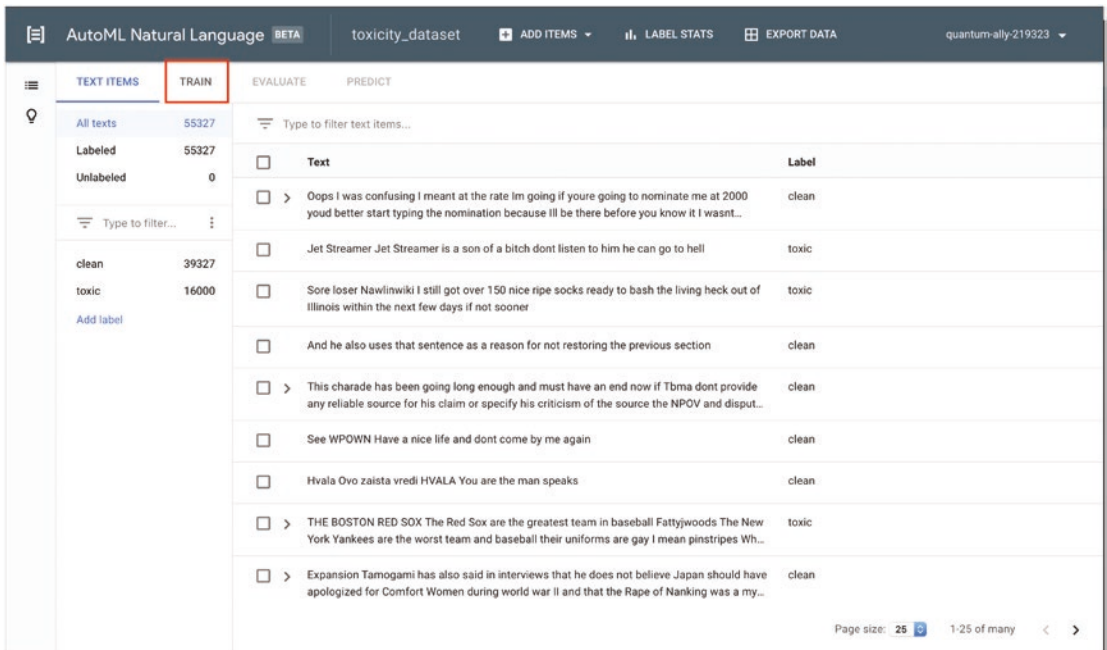 AutoML Natural Language BETA toxicity_dataset ADD ITEMS LABEL STATS EXPORT DATA quantum-ally-219323
TEXT ITEMS TRAIN EVALUATE PREDICT
All texts 55327
Labeled 55327
Unlabeled 0
Type to filter...
clean 39327
toxic 16000
Add label
Type to filter text items...
Text Label
Oops I was confusing I meant at the rate Im going if youre going to nominate me at 2000 clean
youd better start typing the nomination because Ill be there before you know it I wasnt...
Jet Streamer Jet Streamer is a son of a bitch dont listen to him he can go to hell toxic
Sore loser Nawlinwiki I still got over 150 nice ripe socks ready to bash the living heck out of toxic
Illinois within the next few days if not sooner
And he also uses that sentence as a reason for not restoring the previous section clean
This charade has been going long enough and must have an end now if Tbma dont provide clean
any reliable source for his claim or specify his criticism of the source the NPOV and disput...
See WPOWN Have a nice life and dont come by me again clean
Hvala Ovo zaista vredi HVALA You are the man speaks clean
THE BOSTON RED SOX The Red Sox are the greatest team in baseball Fattyjwoods The New toxic
York Yankees are the worst team and baseball their uniforms are gay I mean pinstripes Wh...
Expansion Tamogami has also said in interviews that he does not believe Japan should have clean
apologized for Comfort Women during world war II and that the Rape of Nanking was a my...
Page size: 25 1-25 of many